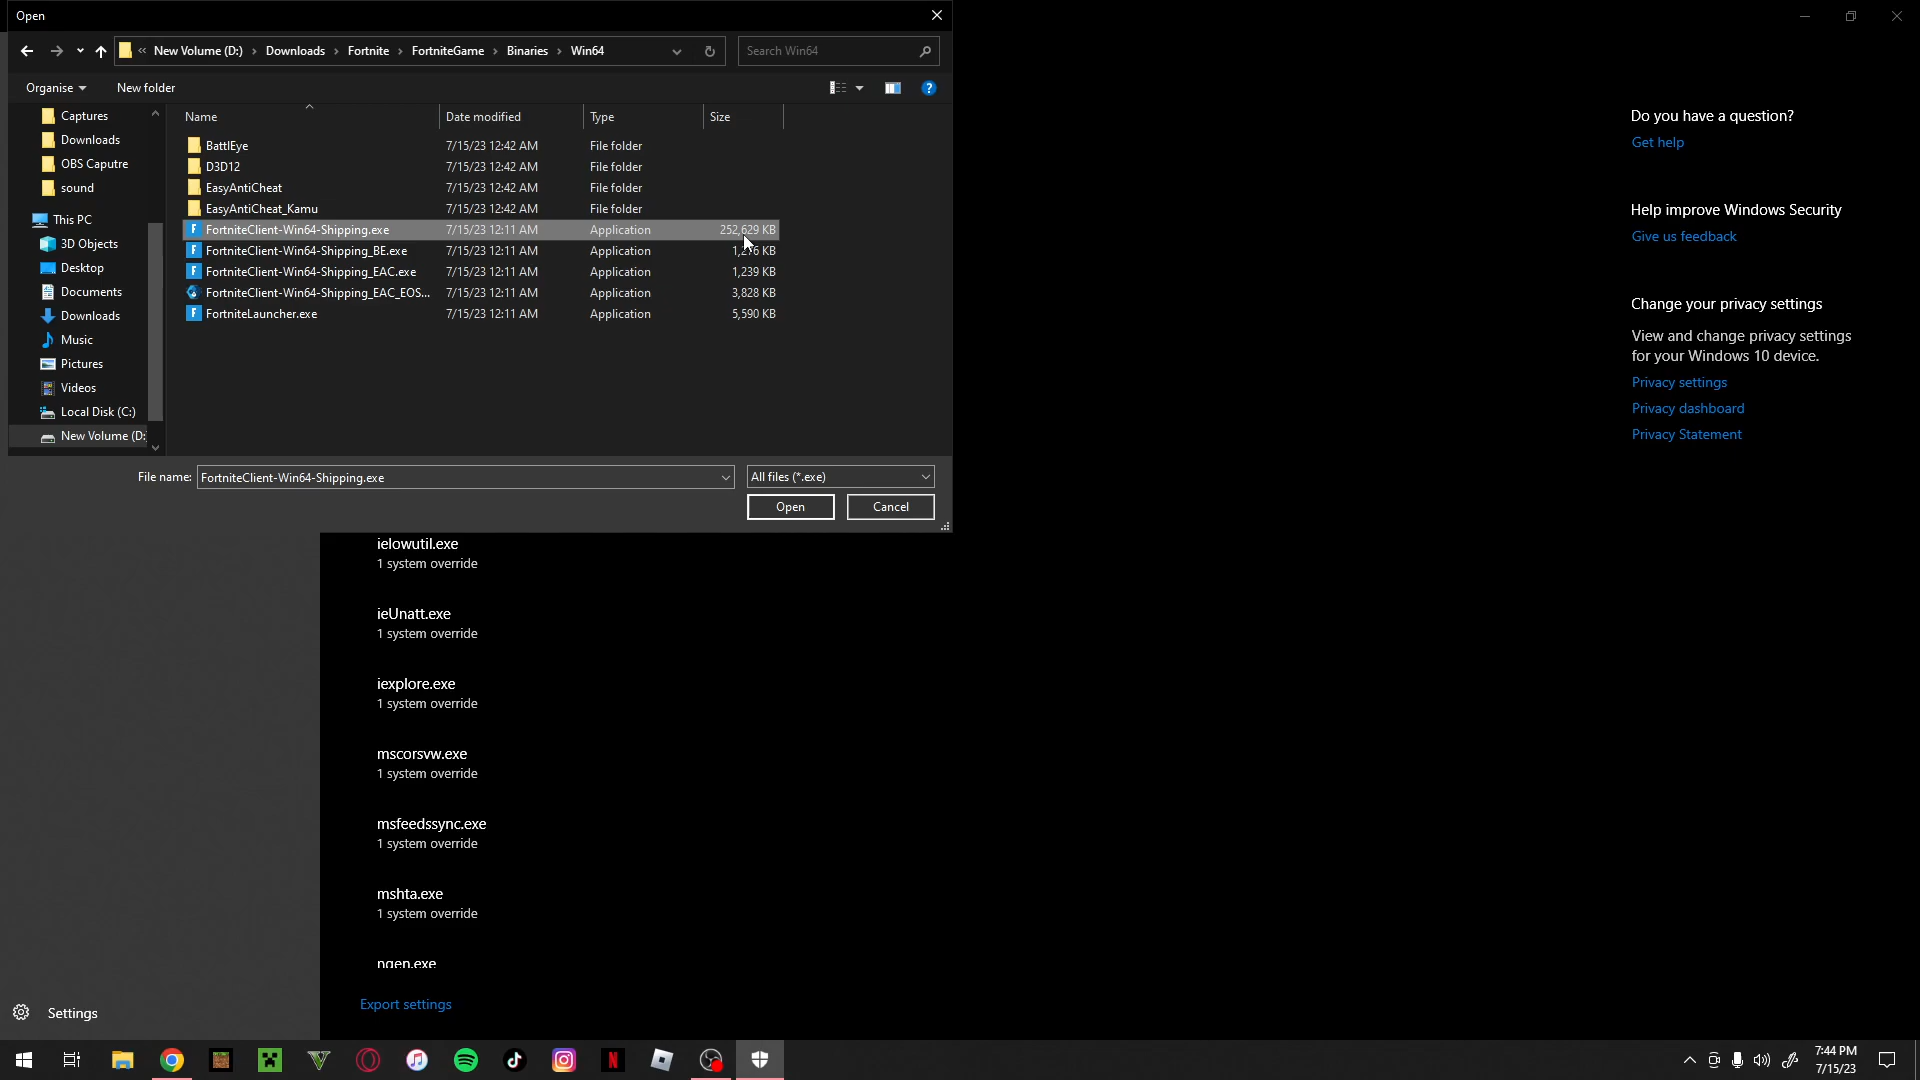 Open
« New Volume (D:) › Downloads › Fortnite › FortniteGame › Binaries › Win64
Search Win64
Organise
New folder
Captures
Downloads
OBS Caputre
sound
This PC
3D Objects
Desktop
Documents
Downloads
Music
Pictures
Videos
Local Disk (C:)
New Volume (D:
Name Date modified Type Size
BattlEye 7/15/23 12:42 AM File folder
D3D12 7/15/23 12:42 AM File folder
EasyAntiCheat 7/15/23 12:42 AM File folder
EasyAntiCheat_Kamu 7/15/23 12:42 AM File folder
FortniteClient-Win64-Shipping.exe 7/15/23 12:11 AM Application 252,629 KB
FortniteClient-Win64-Shipping_BE.exe 7/15/23 12:11 AM Application KB
FortniteClient-Win64-Shipping_EAC.exe 7/15/23 12:11 AM Application 1,239 KB
FortniteClient-Win64-Shipping_EAC_EOS... 7/15/23 12:11 AM Application 3,828 KB
FortniteLauncher.exe 7/15/23 12:11 AM Application 5,590 KB
File name: FortniteClient-Win64-Shipping.exe
All files (*.exe)
Open
Cancel
ielowutil.exe
1 system override
ieUnatt.exe
1 system override
iexplore.exe
1 system override
mscorsvw.exe
1 system override
msfeedssync.exe
1 system override
mshta.exe
1 system override
ngen.exe
Export settings
Settings
Do you have a question?
Get help
Help improve Windows Security
Give us feedback
Change your privacy settings
View and change privacy settings
for your Windows 10 device.
Privacy settings
Privacy dashboard
Privacy Statement
7:44 PM
7/15/23